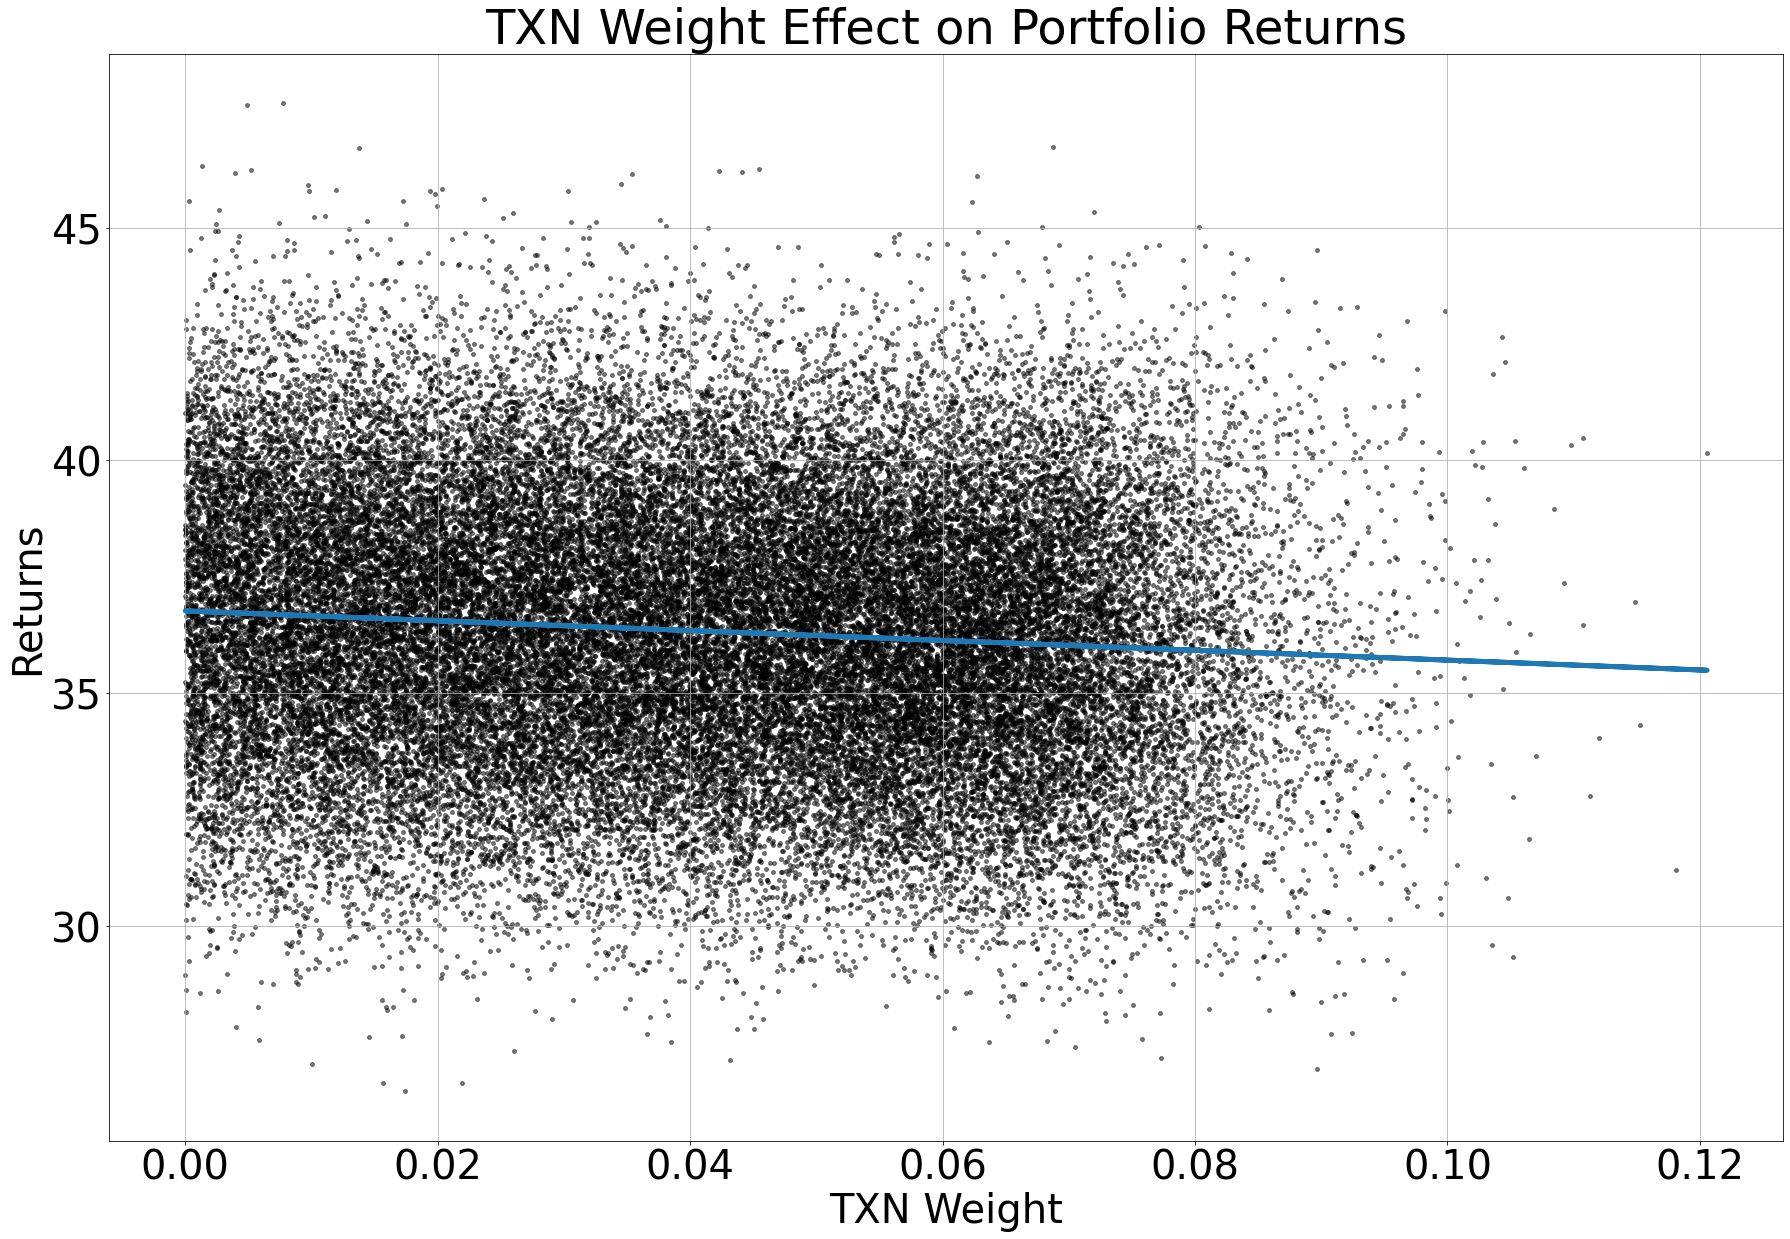 TXN Weight Effect on Portfolio Returns
45
40
35
30
Returns
0.00 0.02 0.04 0.06 0.08 0.10 0.12
TXN Weight